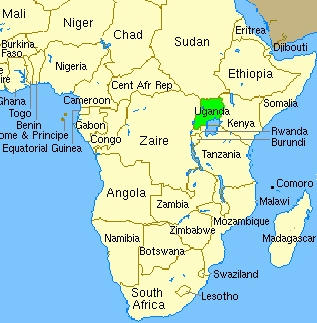 Mali
Niger
Chad
Sudan
Eritrea
Djibouti
Burkina
Faso
Nigeria
Ethiopia
Cent Afr Rep
Ghana
Togo
Benin
ome & Principe
Equatorial Guinea
Cameroon
Gabon
Congo
Zaire
Uganda
Kenya
Somalia
Rwanda
Burundi
Tanzania
Comoro
Malawi
Angola
Zambia
Mozambique
Madagascar
Zimbabwe
Namibia
Botswana
Swaziland
South
Africa
Lesotho